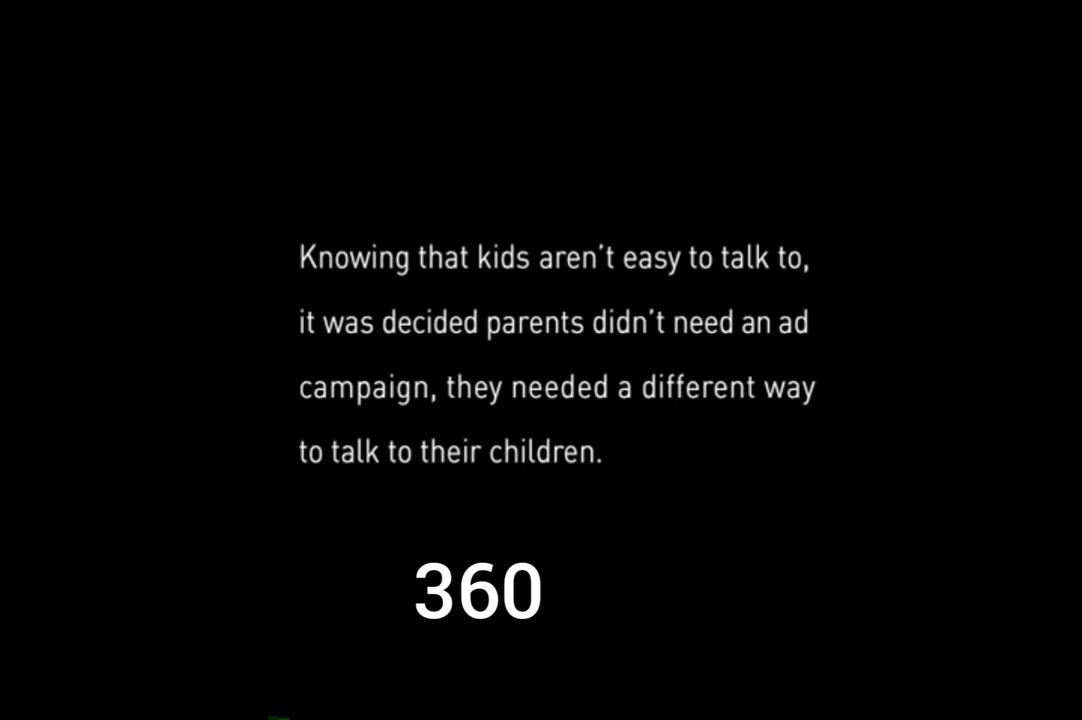 Knowing that kids aren't easy to talk to,
it was decided parents didn't need an ad
campaign, they needed a different way
to talk to their children.
360